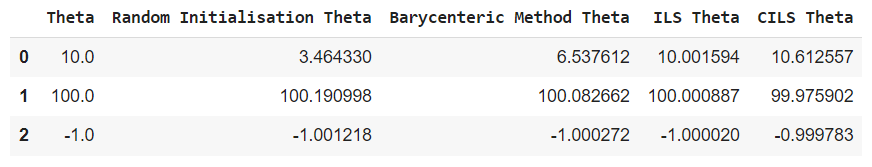 Theta Random Initialisation Theta Barycenteric Method Theta ILS Theta CILS Theta
0 10.0 3.464330 6.537612 10.001594 10.612557
1 100.0 100.190998 100.082662 100.000887 99.975902
2 -1.0 -1.001218 -1.000272 -1.000020 -0.999783